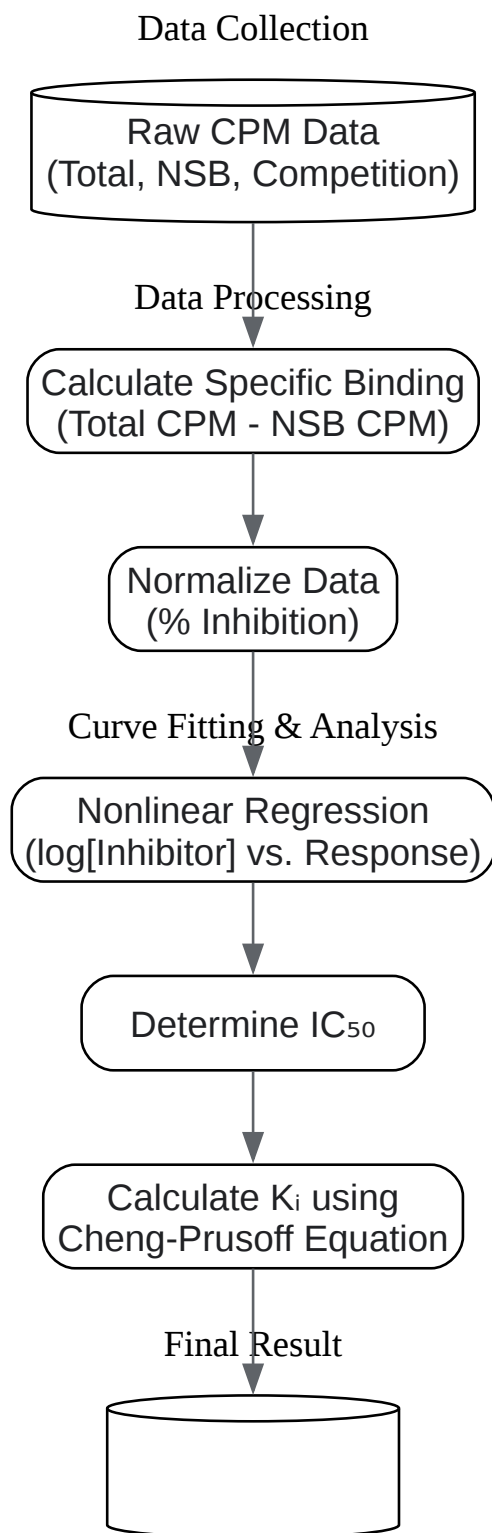 Data Collection
Raw CPM Data
(Total, NSB, Competition)
Data Processing
Calculate Specific Binding
(Total CPM - NSB CPM)
Normalize Data
(% Inhibition)
Curve Fitting & Analysis
Nonlinear Regression
(log[Inhibitor] vs. Response)
Determine IC₅₀
Calculate Kᵢ using
Cheng-Prusoff Equation
Final Result